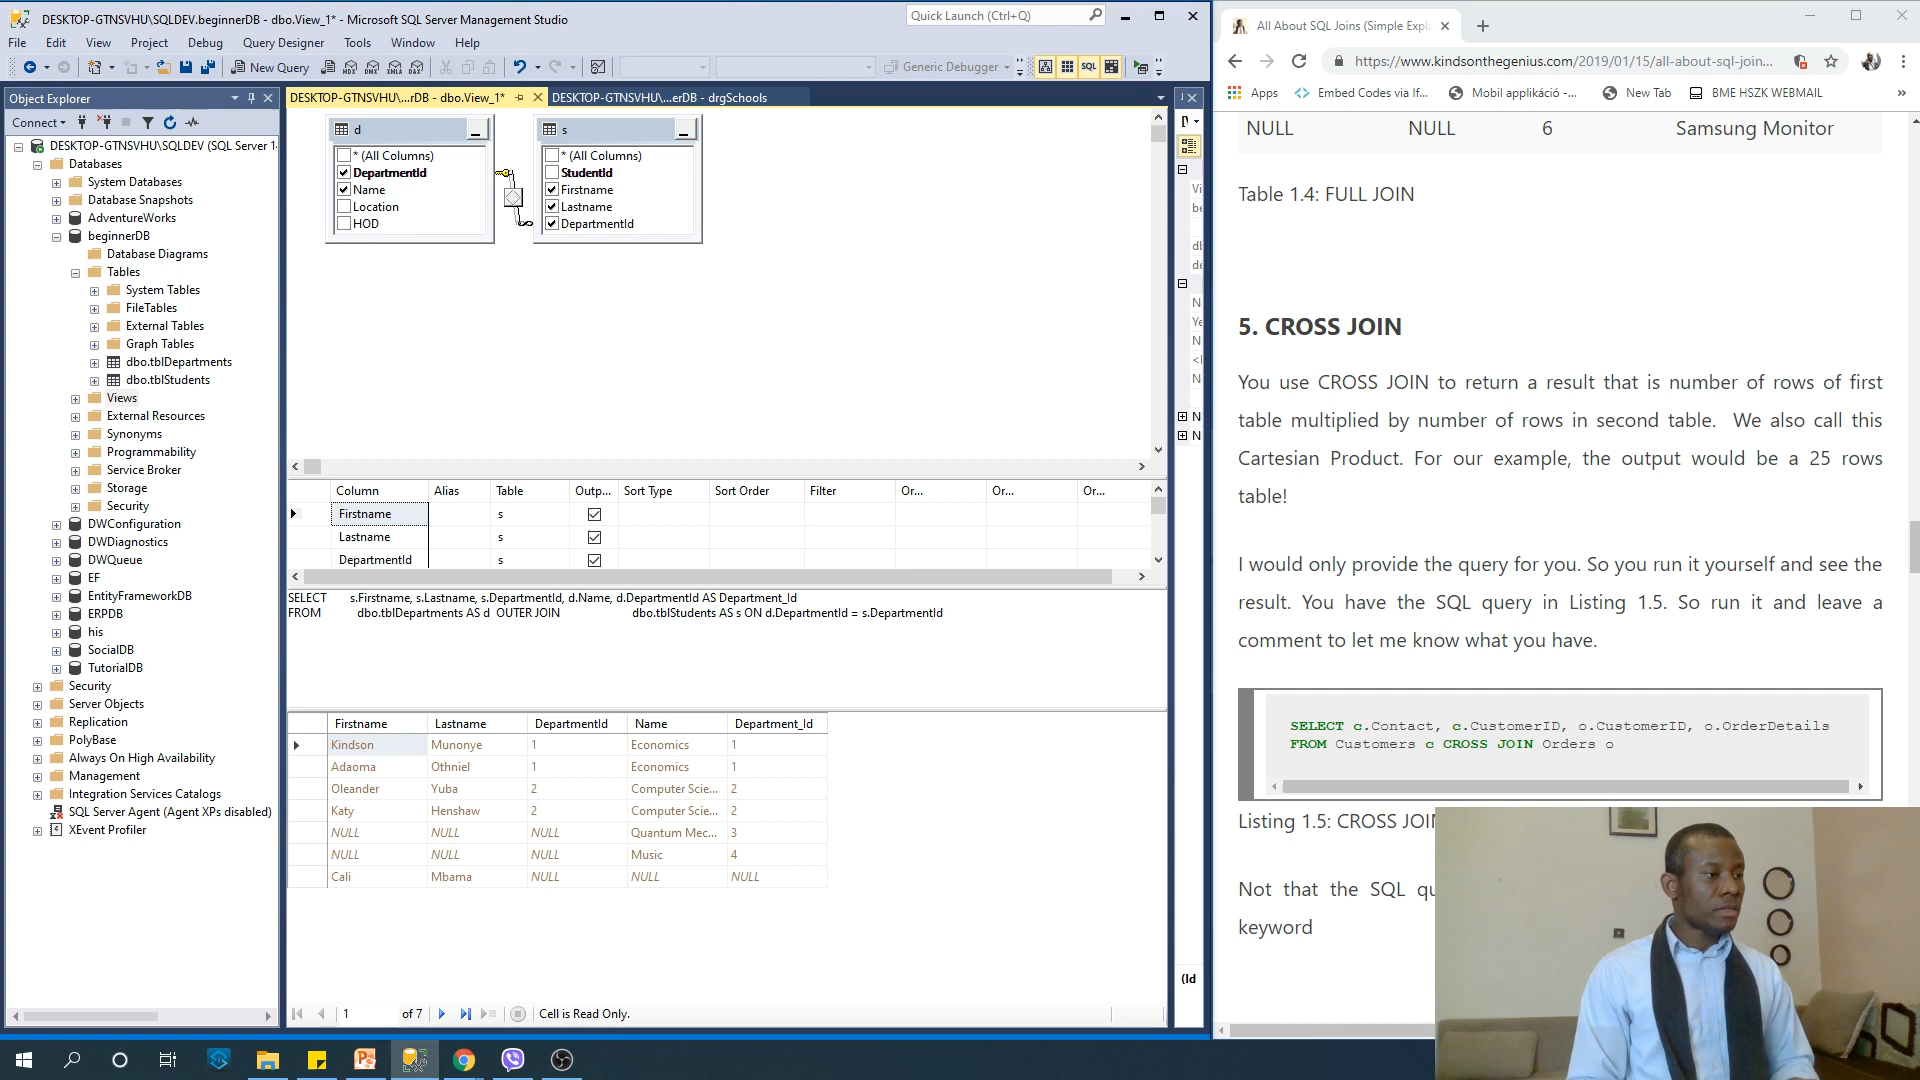 DESKTOP-GTNSVHU\SQLDEV.beginnerDB - dbo.View_1* - Microsoft SQL Server Management Studio
Quick Launch (Ctrl+Q)
File Edit View Project Debug Query Designer Tools Window Help
New Query
MDX DMX XMLA DAX
Generic Debugger
SQL
Object Explorer
Connect
DESKTOP-GTNSVHU\SQLDEV (SQL Server 1
Databases
System Databases
Database Snapshots
AdventureWorks
beginnerDB
Database Diagrams
Tables
System Tables
FileTables
External Tables
Graph Tables
dbo.tblDepartments
dbo.tblStudents
Views
External Resources
Synonyms
Programmability
Service Broker
Storage
Security
DWConfiguration
DWDiagnostics
DWQueue
EF
EntityFrameworkDB
ERPDB
his
SocialDB
TutorialDB
Security
Server Objects
Replication
PolyBase
Always On High Availability
Management
Integration Services Catalogs
SQL Server Agent (Agent XPs disabled)
XEvent Profiler
DESKTOP-GTNSVHU\...rDB - dbo.View_1*
DESKTOP-GTNSVHU\...erDB - drgSchools
d
* (All Columns)
DepartmentId
Name
Location
HOD
s
* (All Columns)
StudentId
Firstname
Lastname
DepartmentId
Column Alias Table Outp... Sort Type Sort Order Filter Or... Or... Or...
Firstname s
Lastname s
DepartmentId s
SELECT s.Firstname, s.Lastname, s.DepartmentId, d.Name, d.DepartmentId AS Department_Id
FROM dbo.tblDepartments AS d OUTER JOIN dbo.tblStudents AS s ON d.DepartmentId = s.DepartmentId
Firstname Lastname DepartmentId Name Department_Id
Kindson Munonye 1 Economics 1
Adaoma Othniel 1 Economics 1
Oleander Yuba 2 Computer Scie... 2
Katy Henshaw 2 Computer Scie... 2
NULL NULL NULL Quantum Mec... 3
NULL NULL NULL Music 4
Cali Mbama NULL NULL NULL
1 of 7 Cell is Read Only.
(Id
All About SQL Joins (Simple Expl
https://www.kindsonthegenius.com/2019/01/15/all-about-sql-join...
Apps Embed Codes via If... Mobil applikáció -... New Tab BME HSZK WEBMAIL
NULL NULL 6 Samsung Monitor
Table 1.4: FULL JOIN
5. CROSS JOIN
You use CROSS JOIN to return a result that is number of rows of first
table multiplied by number of rows in second table. We also call this
Cartesian Product. For our example, the output would be a 25 rows
table!
I would only provide the query for you. So you run it yourself and see the
result. You have the SQL query in Listing 1.5. So run it and leave a
comment to let me know what you have.
SELECT c.Contact, c.CustomerID, o.CustomerID, o.OrderDetails
FROM Customers c CROSS JOIN Orders o
Listing 1.5: CROSS JOIN
Not that the SQL qu
keyword